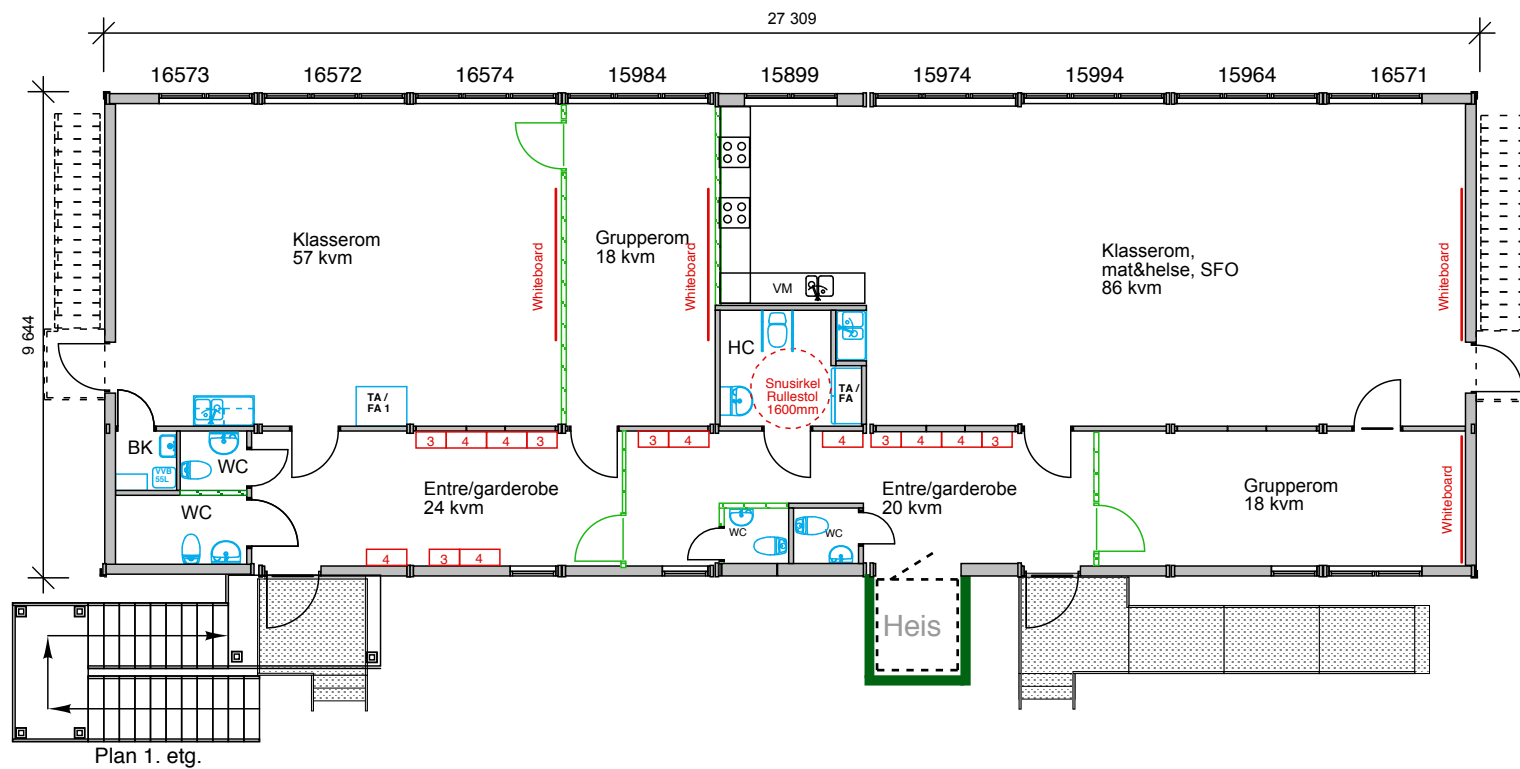 27 309
16573 16572 16574 15984 15899 15974 15994 15964 16571
9 644
Klasserom
57 kvm
Whiteboard
Grupperom
18 kvm
Whiteboard
Klasserom,
mat&helse, SFO
86 kvm
Whiteboard
VM
HC
Snusirkel
Rullestol
1600mm
TA /
FA
TA /
FA 1
BK
VVB
55L
WC
WC
3 4 4 3
3 4
4
3 4 4 3
Entre/garderobe
24 kvm
4
3 4
WC
WC
Entre/garderobe
20 kvm
Grupperom
18 kvm
Whiteboard
Heis
Plan 1. etg.